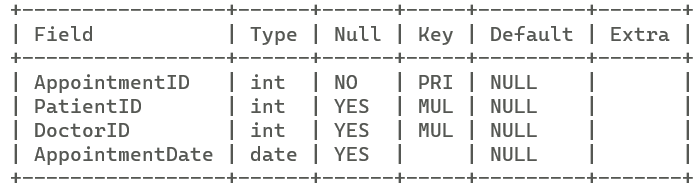 +-----------------+------+------+-----+---------+-------+
| Field           | Type | Null | Key | Default | Extra |
+-----------------+------+------+-----+---------+-------+
| AppointmentID   | int  | NO   | PRI | NULL    |       |
| PatientID       | int  | YES  | MUL | NULL    |       |
| DoctorID        | int  | YES  | MUL | NULL    |       |
| AppointmentDate | date | YES  |     | NULL    |       |
+-----------------+------+------+-----+---------+-------+